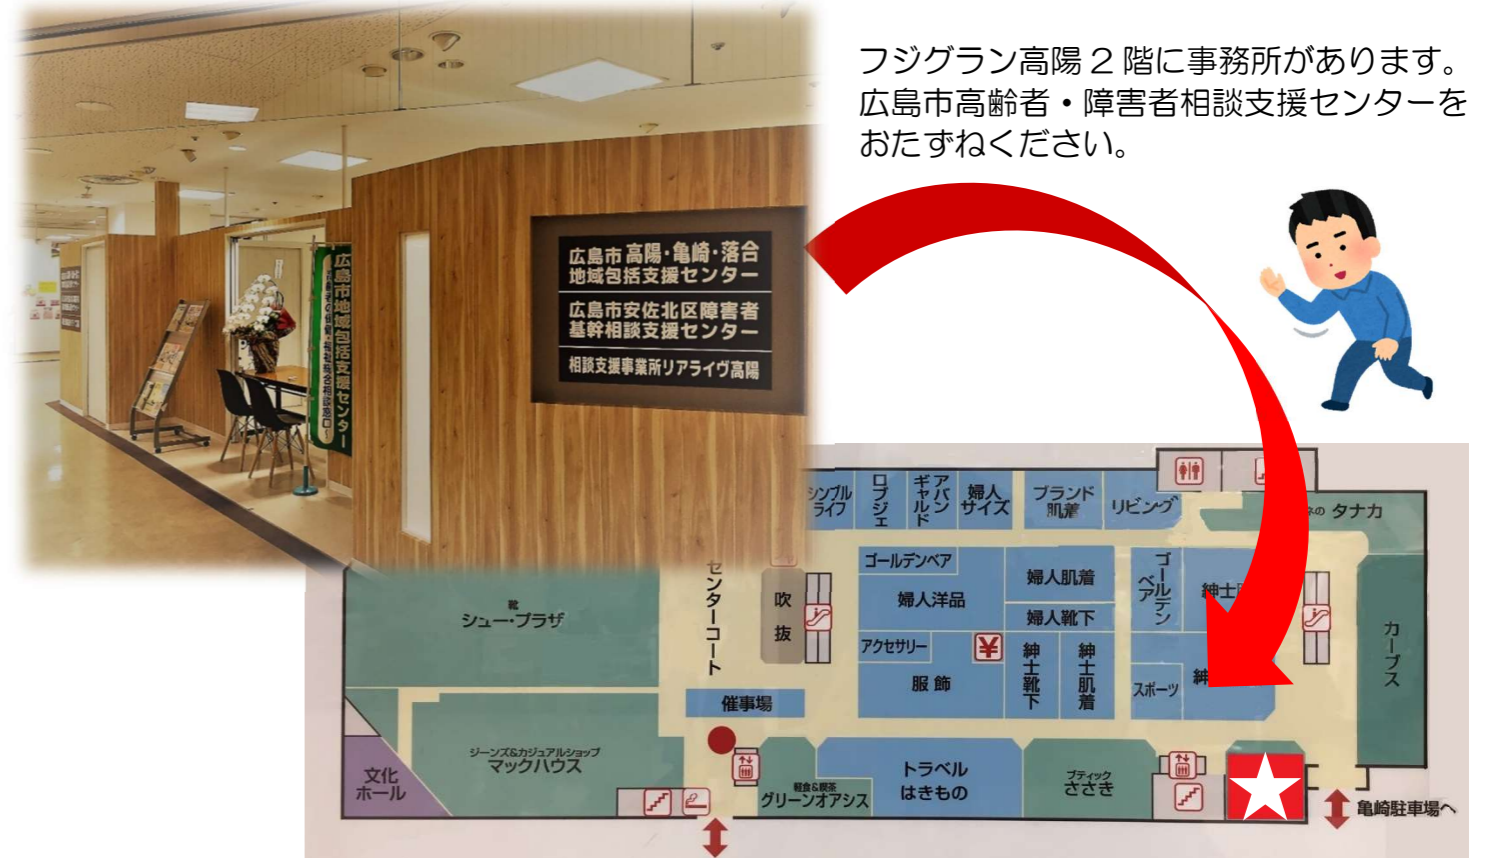 フジグラン高陽2階に事務所があります。
広島市高齢者・障害者相談支援センターを
おたずねください。
広島市 高陽・亀崎・落合
地域包括支援センター
広島市安佐北区障害者
基幹相談支援センター
相談支援事業所リアライヴ高陽
広島市地域包括支援センター
シンプル
ライフ
ロブジェ
アバン
ギャルド
婦人
サイズ
ブランド
肌着
リビング
タナカ
ゴールデンベア
婦人洋品
婦人肌着
婦人靴下
ゴールデン
ベア
アクセサリー
¥
服飾
紳士靴下
紳士肌着
スポーツ
カーブス
靴
シュー・プラザ
センターコート
吹
抜
催事場
ジーンズ&カジュアルショップ
マックハウス
文化
ホール
軽食&喫茶
グリーンオアシス
トラベル
はきもの
ブティック
ささき
亀崎駐車場へ